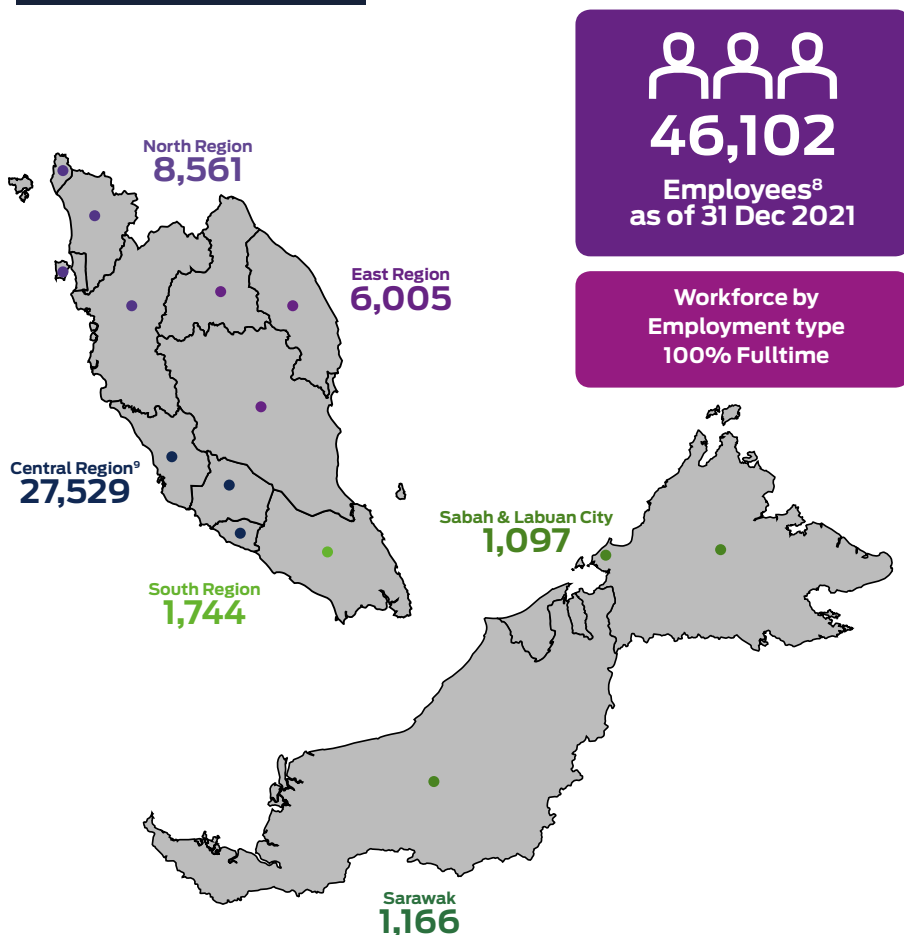 46,102
Employees⁸
as of 31 Dec 2021
Workforce by
Employment type
100% Fulltime
North Region
8,561
East Region
6,005
Central Region⁹
27,529
South Region
1,744
Sabah & Labuan City
1,097
Sarawak
1,166